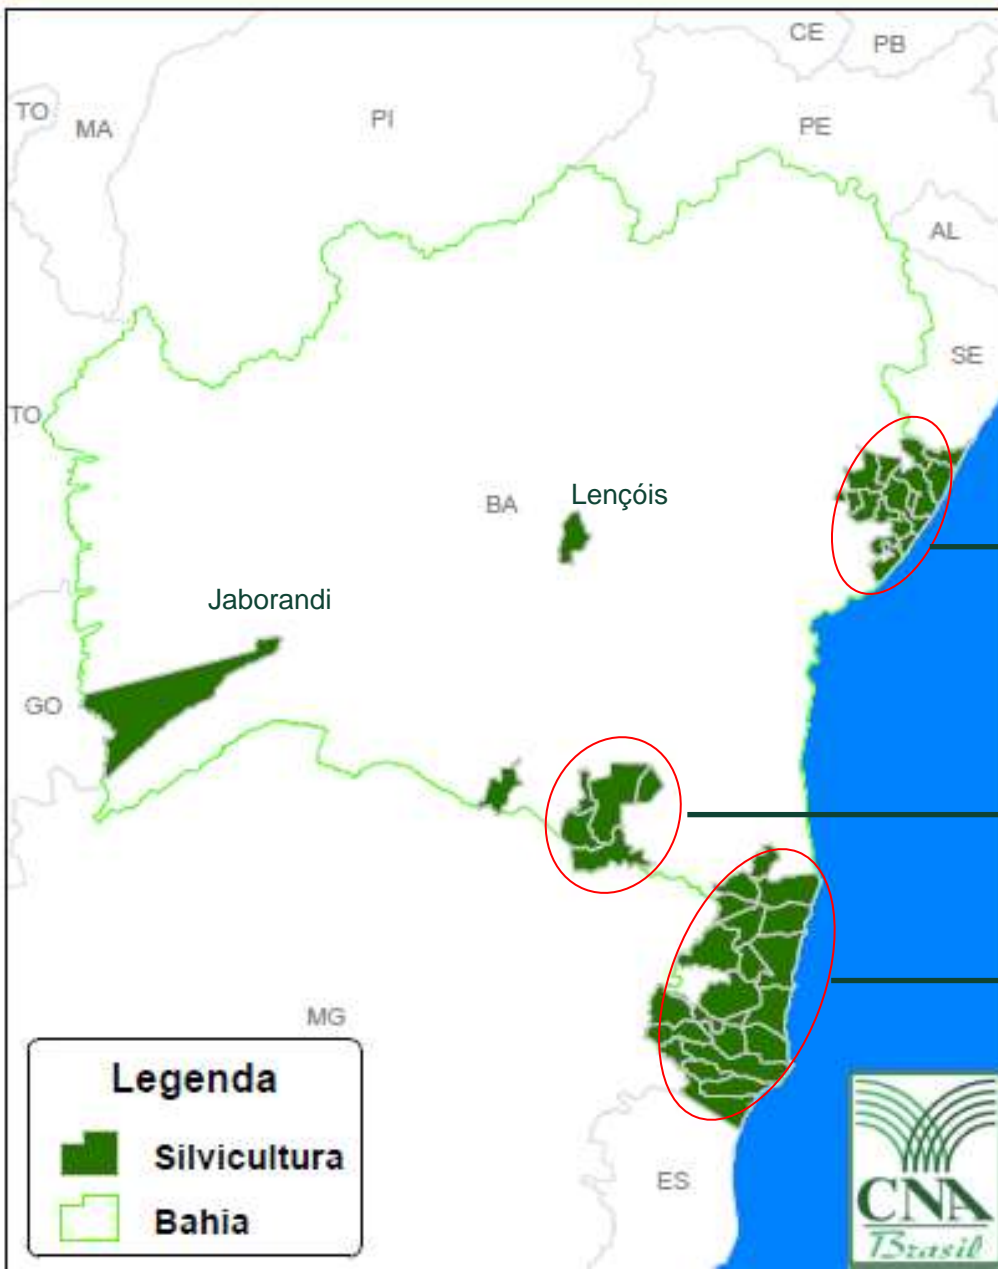 CE
PB
TO
MA
PI
PE
AL
SE
TO
BA
Lençóis
Jaborandi
GO
MG
Legenda
Silvicultura
Bahia
ES
CNA
Brasil